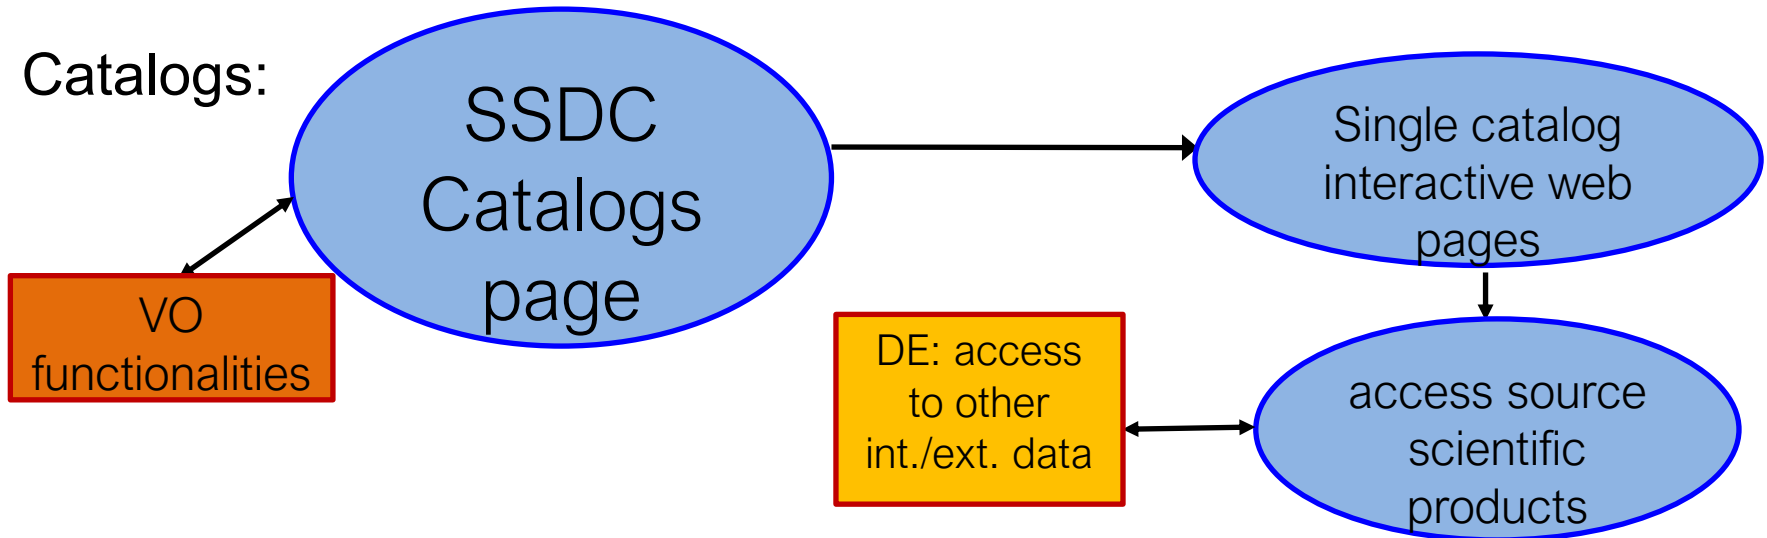 Catalogs:
SSDC
Catalogs
page
Single catalog
interactive web
pages
VO
functionalities
DE: access
to other
int./ext. data
access source
scientific
products